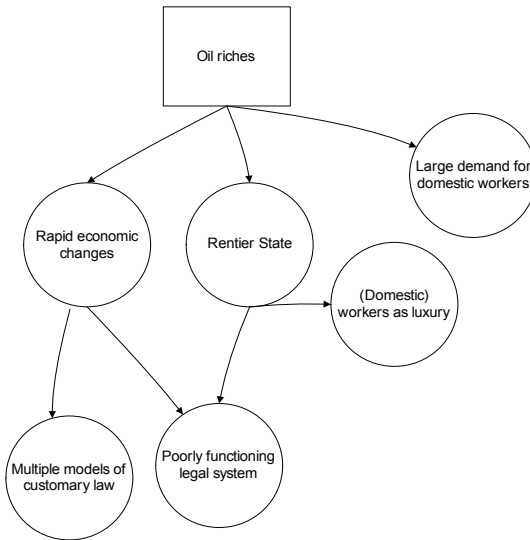 Oil riches
Large demand for
domestic workers
Rapid economic
changes
Rentier State
(Domestic)
workers as luxury
Multiple models of
customary law
Poorly functioning
legal system